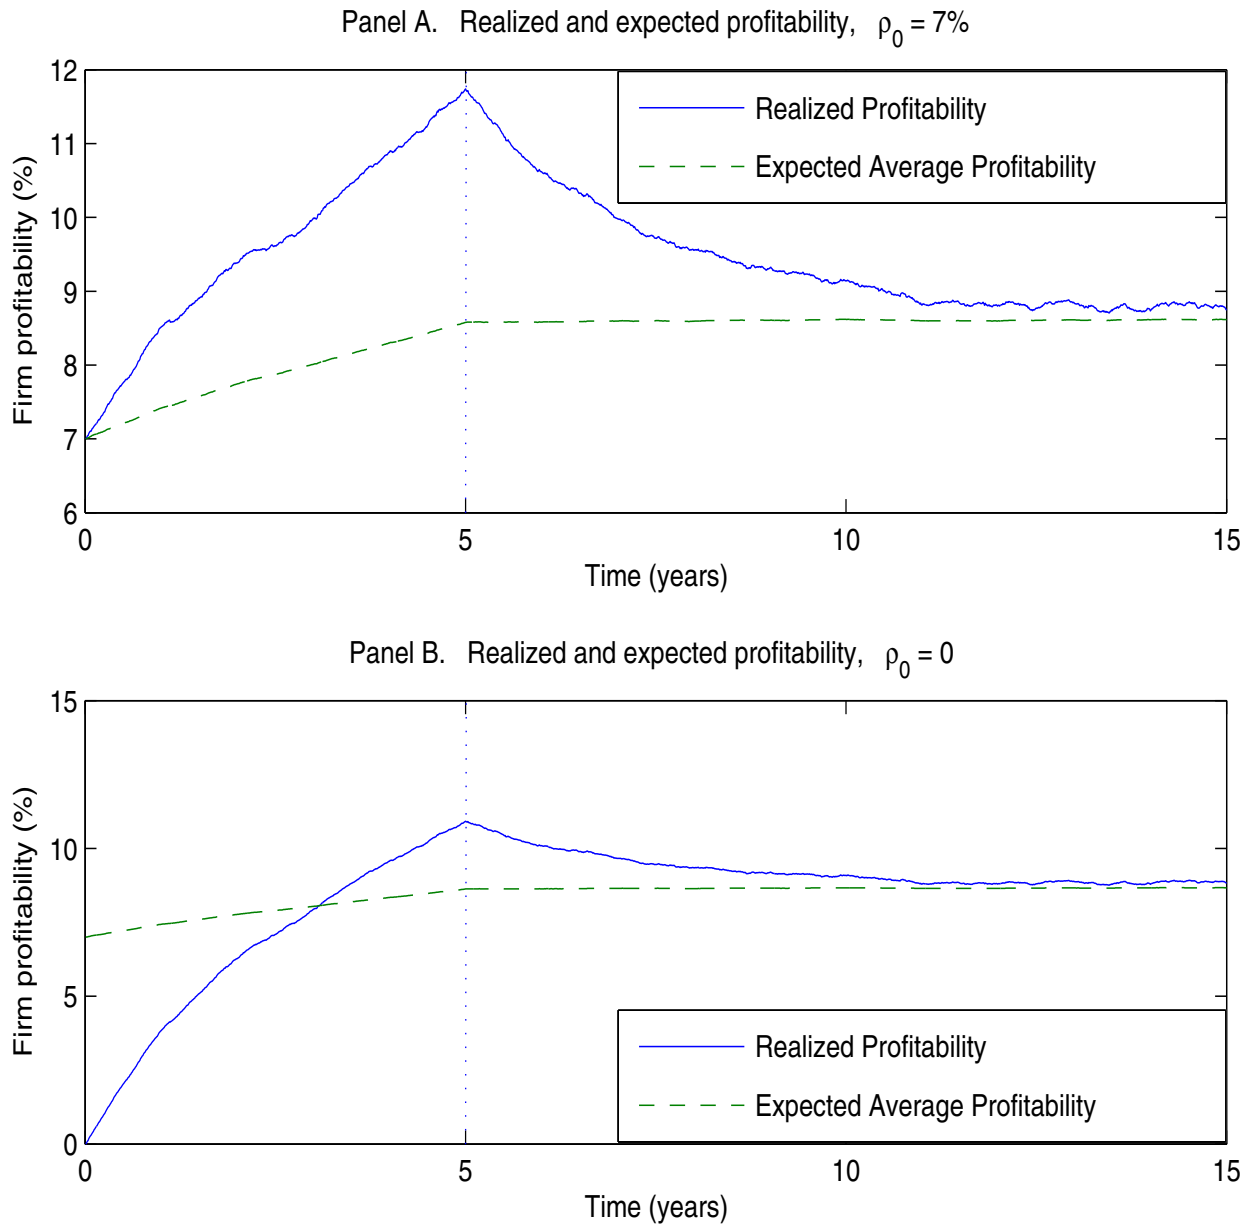 Panel A. Realized and expected profitability, ρ0 = 7%
12
11
10
9
8
7
6
Firm profitability (%)
Realized Profitability
Expected Average Profitability
0 5 10 15
Time (years)
Panel B. Realized and expected profitability, ρ0 = 0
15
10
5
0
Firm profitability (%)
Realized Profitability
Expected Average Profitability
0 5 10 15
Time (years)